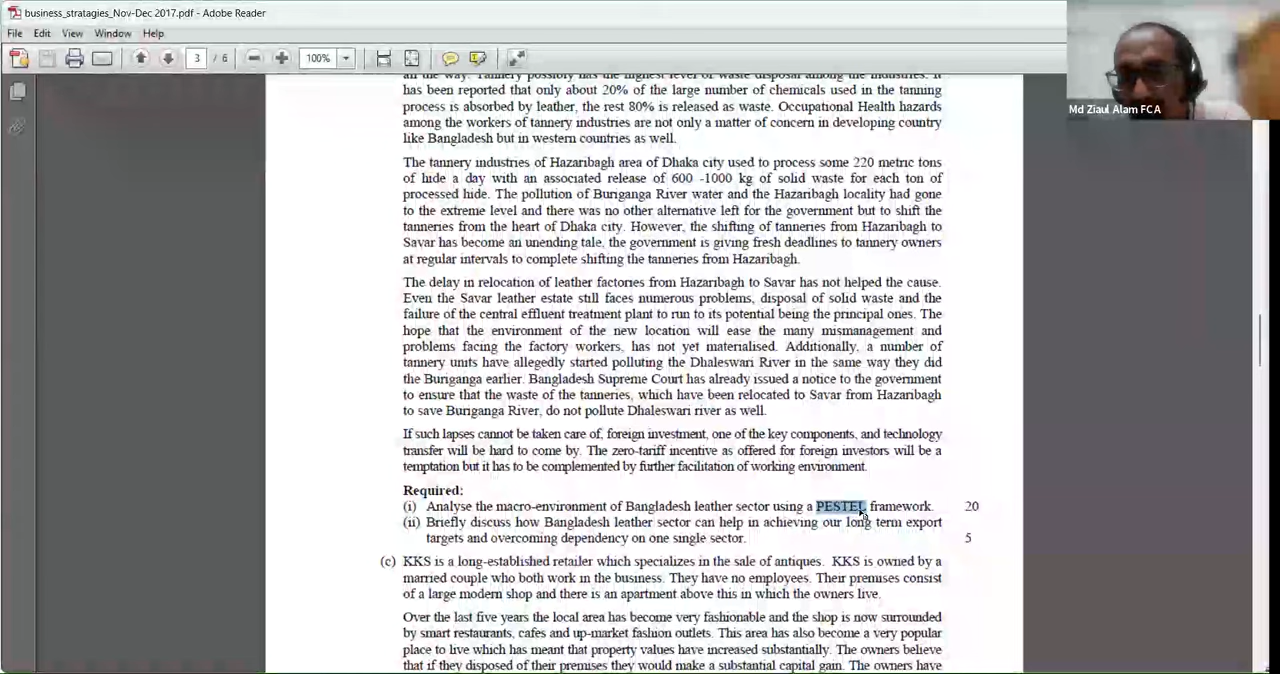 business_stratagies_Nov-Dec 2017.pdf - Adobe Reader
File Edit View Window Help
3 / 6 100%
Md Ziaul Alam FCA
all the way. Tannery possibly has the highest level of waste disposal among the industries. It
has been reported that only about 20% of the large number of chemicals used in the tanning
process is absorbed by leather, the rest 80% is released as waste. Occupational Health hazards
among the workers of tannery industries are not only a matter of concern in developing country
like Bangladesh but in western countries as well.
The tannery industries of Hazaribagh area of Dhaka city used to process some 220 metric tons
of hide a day with an associated release of 600 -1000 kg of solid waste for each ton of
processed hide. The pollution of Buriganga River water and the Hazaribagh locality had gone
to the extreme level and there was no other alternative left for the government but to shift the
tanneries from the heart of Dhaka city. However, the shifting of tanneries from Hazaribagh to
Savar has become an unending tale, the government is giving fresh deadlines to tannery owners
at regular intervals to complete shifting the tanneries from Hazaribagh.
The delay in relocation of leather factories from Hazaribagh to Savar has not helped the cause.
Even the Savar leather estate still faces numerous problems, disposal of solid waste and the
failure of the central effluent treatment plant to run to its potential being the principal ones. The
hope that the environment of the new location will ease the many mismanagement and
problems facing the factory workers, has not yet materialised. Additionally, a number of
tannery units have allegedly started polluting the Dhaleswari River in the same way they did
the Buriganga earlier. Bangladesh Supreme Court has already issued a notice to the government
to ensure that the waste of the tanneries, which have been relocated to Savar from Hazaribagh
to save Buriganga River, do not pollute Dhaleswari river as well.
If such lapses cannot be taken care of, foreign investment, one of the key components, and technology
transfer will be hard to come by. The zero-tariff incentive as offered for foreign investors will be a
temptation but it has to be complemented by further facilitation of working environment.
Required:
(i) Analyse the macro-environment of Bangladesh leather sector using a PESTEL framework. 20
(ii) Briefly discuss how Bangladesh leather sector can help in achieving our long term export
targets and overcoming dependency on one single sector. 5
(c) KKS is a long-established retailer which specializes in the sale of antiques. KKS is owned by a
married couple who both work in the business. They have no employees. Their premises consist
of a large modern shop and there is an apartment above this in which the owners live.
Over the last five years the local area has become very fashionable and the shop is now surrounded
by smart restaurants, cafes and up-market fashion outlets. This area has also become a very popular
place to live which has meant that property values have increased substantially. The owners believe
that if they disposed of their premises they would make a substantial capital gain. The owners have